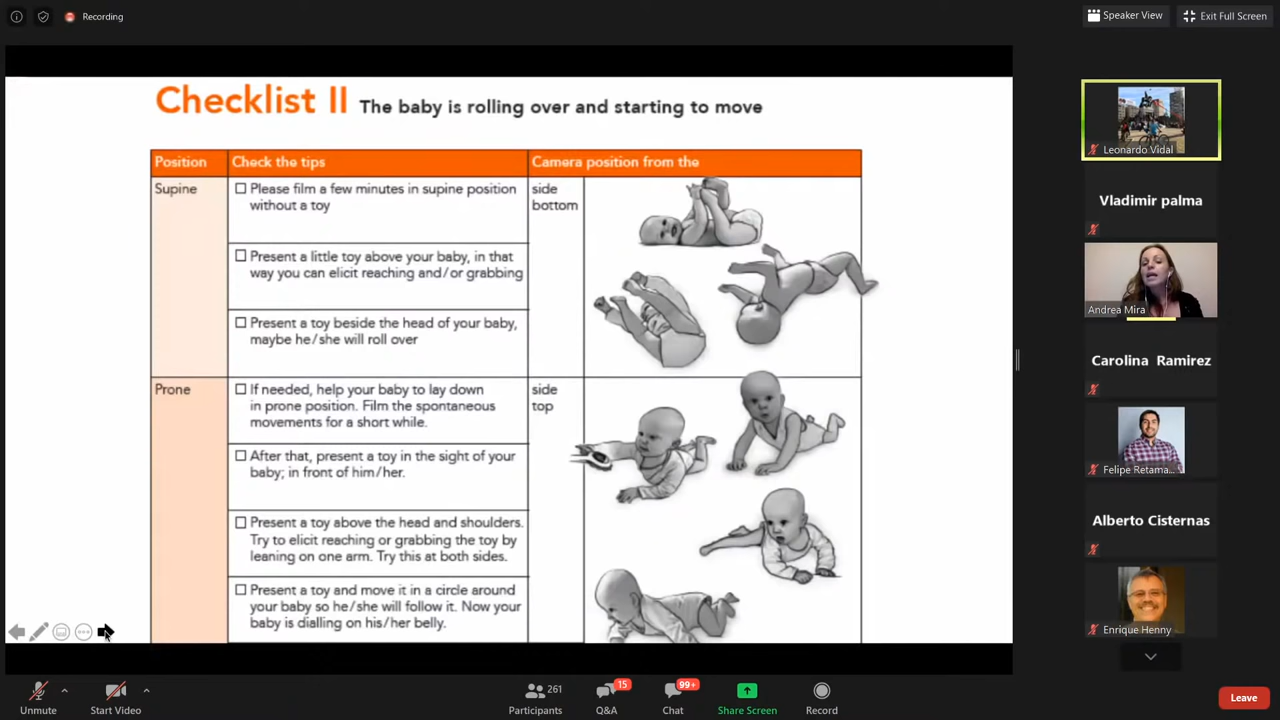 Recording
Speaker View
Exit Full Screen
Checklist II The baby is rolling over and starting to move
Position
Check the tips
Camera position from the
Supine
Please film a few minutes in supine position
without a toy
side
bottom
Present a little toy above your baby, in that
way you can elicit reaching and/or grabbing
Present a toy beside the head of your baby,
maybe he/she will roll over
Prone
If needed, help your baby to lay down
in prone position. Film the spontaneous
movements for a short while.
side
top
After that, present a toy in the sight of your
baby; in front of him/her.
Present a toy above the head and shoulders.
Try to elicit reaching or grabbing the toy by
leaning on one arm. Try this at both sides.
Present a toy and move it in a circle around
your baby so he/she will follow it. Now your
baby is dialling on his/her belly.
Leonardo Vidal
Vladimir palma
Andrea Mira
Carolina Ramirez
Felipe Retama...
Alberto Cisternas
Enrique Henny
Unmute
Start Video
261
Participants
15
Q&A
99+
Chat
Share Screen
Record
Leave